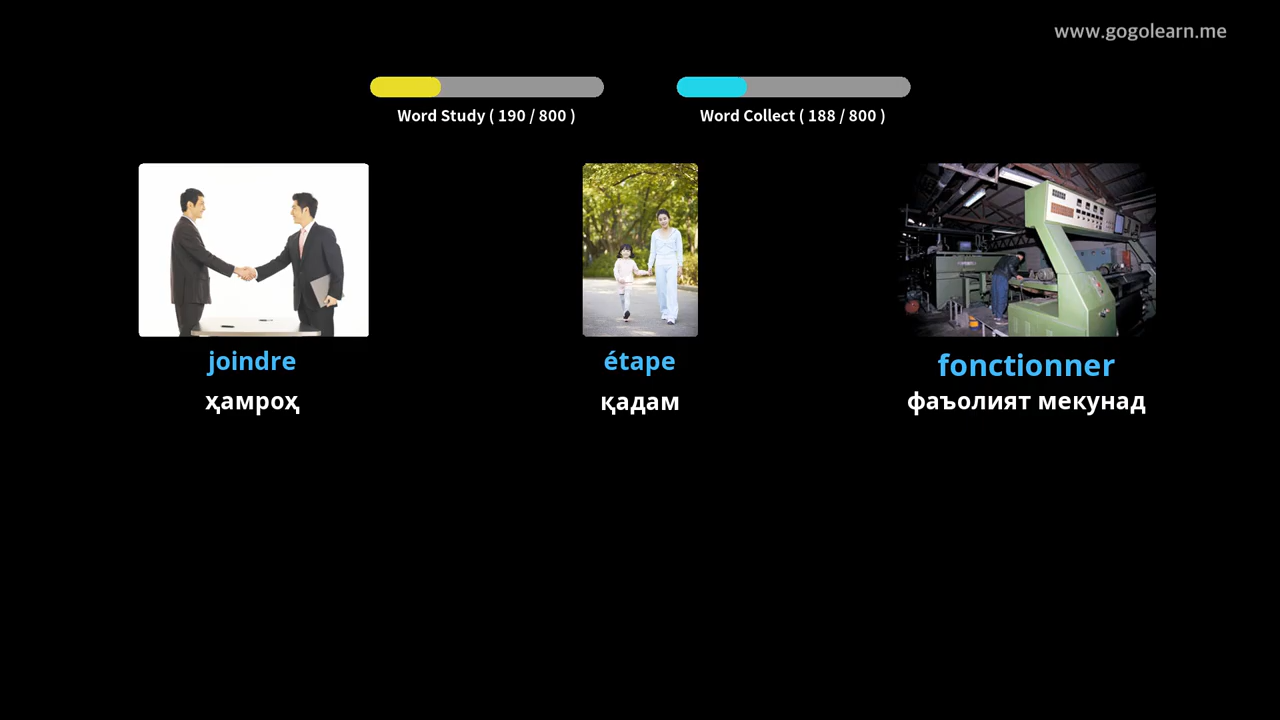 www.gogolearn.me
Word Study ( 190 / 800 )
Word Collect ( 188 / 800 )
joindre
étape
fonctionner
ҳамроҳ
қадам
фаъолият мекунад